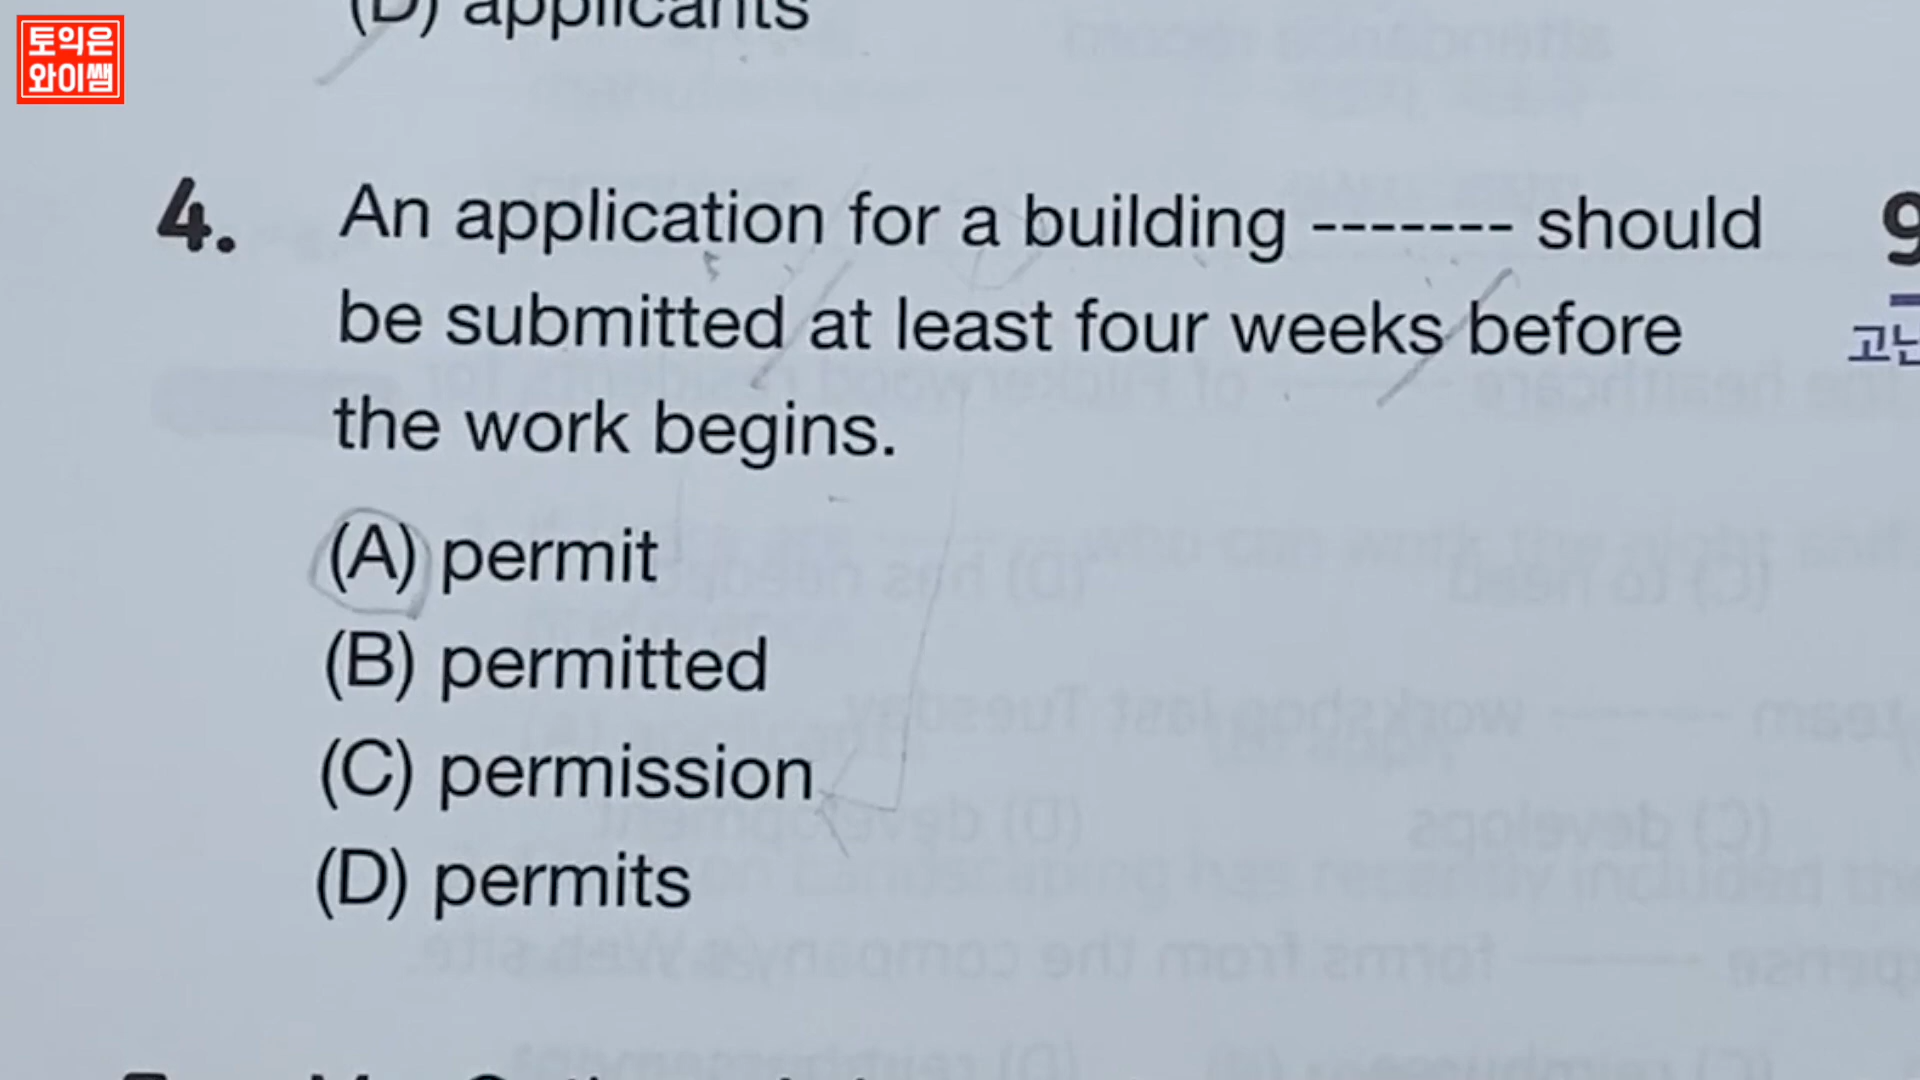 토익은
와이쌤
(D) applicants
4. An application for a building ------- should
be submitted at least four weeks before
the work begins.
(A) permit
(B) permitted
(C) permission
(D) permits
9
고난